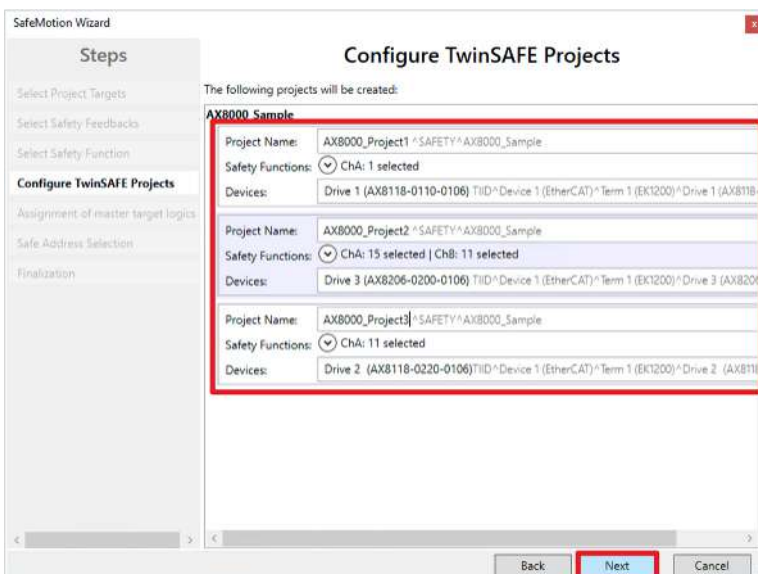 SafeMotion Wizard
x
Steps
Select Project Targets
Select Safety Feedbacks
Select Safety Function
Configure TwinSAFE Projects
Assignment of master target logics
Safe Address Selection
Finalization
Configure TwinSAFE Projects
The following projects will be created:
AX8000 Sample
Project Name: AX8000_Project1 ^SAFETY^AX8000_Sample
Safety Functions: ChA: 1 selected
Devices: Drive 1 (AX8118-0110-0106) TIID^Device 1 (EtherCAT)^Term 1 (EK1200)^Drive 1 (AX8118-
Project Name: AX8000_Project2 ^SAFETY^AX8000_Sample
Safety Functions: ChA: 15 selected | ChB: 11 selected
Devices: Drive 3 (AX8206-0200-0106) TIID^Device 1 (EtherCAT)^Term 1 (EK1200)^Drive 3 (AX8206
Project Name: AX8000_Project3 ^SAFETY^AX8000_Sample
Safety Functions: ChA: 11 selected
Devices: Drive 2 (AX8118-0220-0106)TIID^Device 1 (EtherCAT)^Term 1 (EK1200)^Drive 2 (AX8118
Back Next Cancel